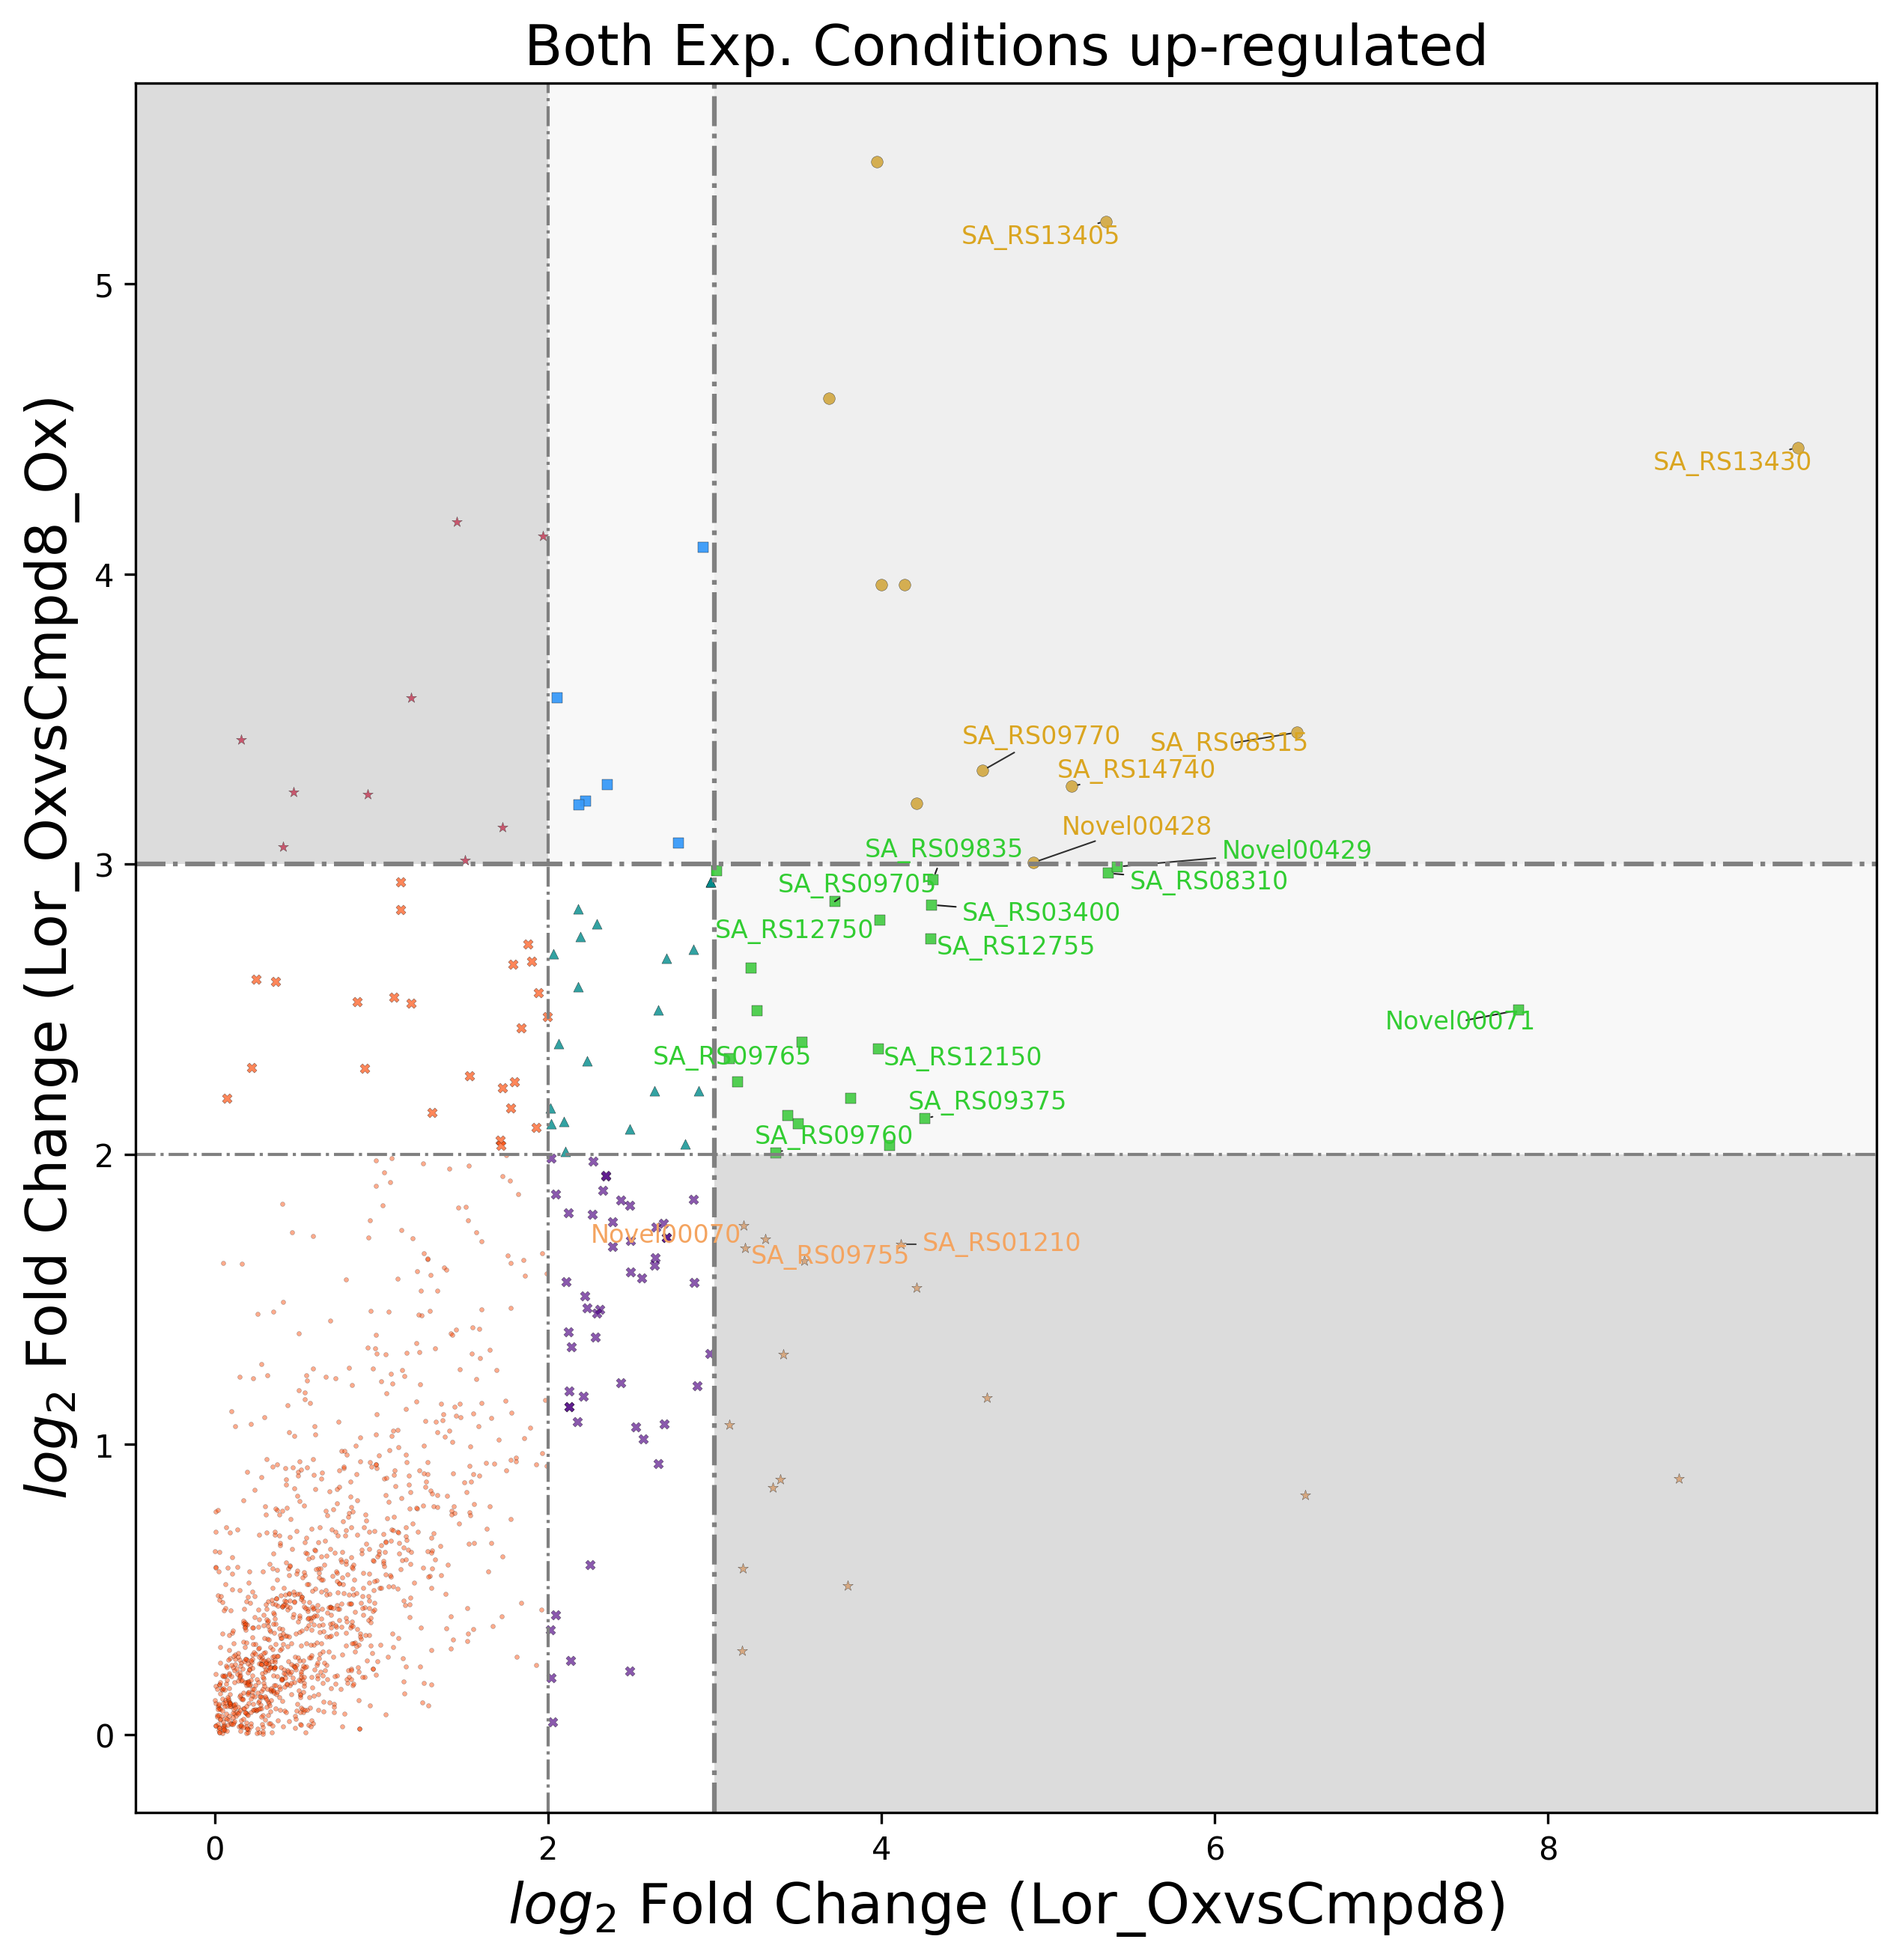 Both Exp. Conditions up-regulated
log2 Fold Change (Lor_OxvsCmpd8_Ox)
5
4
3
2
1
0
SA_RS13405
SA_RS13430
SA_RS09770
SA_RS08315
SA_RS14740
Novel00428
SA_RS09835
Novel00429
SA_RS09705
SA_RS08310
SA_RS03400
SA_RS12750
SA_RS12755
Novel00071
SA_RS09765
SA_RS12150
SA_RS09375
SA_RS09760
Novel00070
SA_RS01210
SA_RS09755
0
2
4
6
8
log2 Fold Change (Lor_OxvsCmpd8)